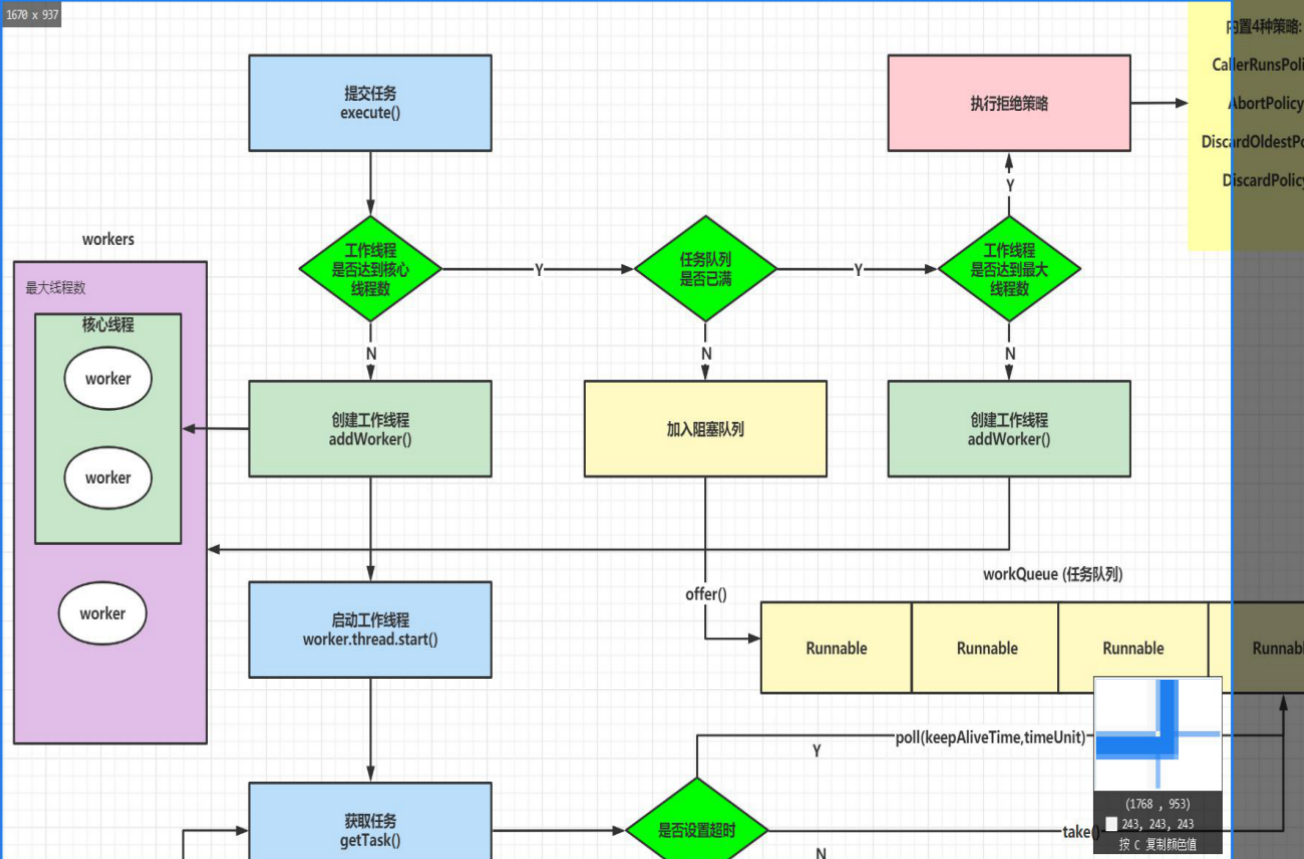 1670 x 937
内置4种策略:
CallerRunsPoli
AbortPolicy
DiscardOldestPo
DiscardPolicy
提交任务
execute()
执行拒绝策略
Y
workers
工作线程
是否达到核心
线程数
Y
任务队列
是否已满
Y
工作线程
是否达到最大
线程数
最大线程数
核心线程
worker
worker
worker
N
N
N
创建工作线程
addWorker()
加入阻塞队列
创建工作线程
addWorker()
workQueue (任务队列)
offer()
启动工作线程
worker.thread.start()
Runnable
Runnable
Runnable
Runnabl
poll(keepAliveTime,timeUnit)
Y
获取任务
getTask()
是否设置超时
take()
N
(1768 , 953)
243, 243, 243
按 C 复制颜色值